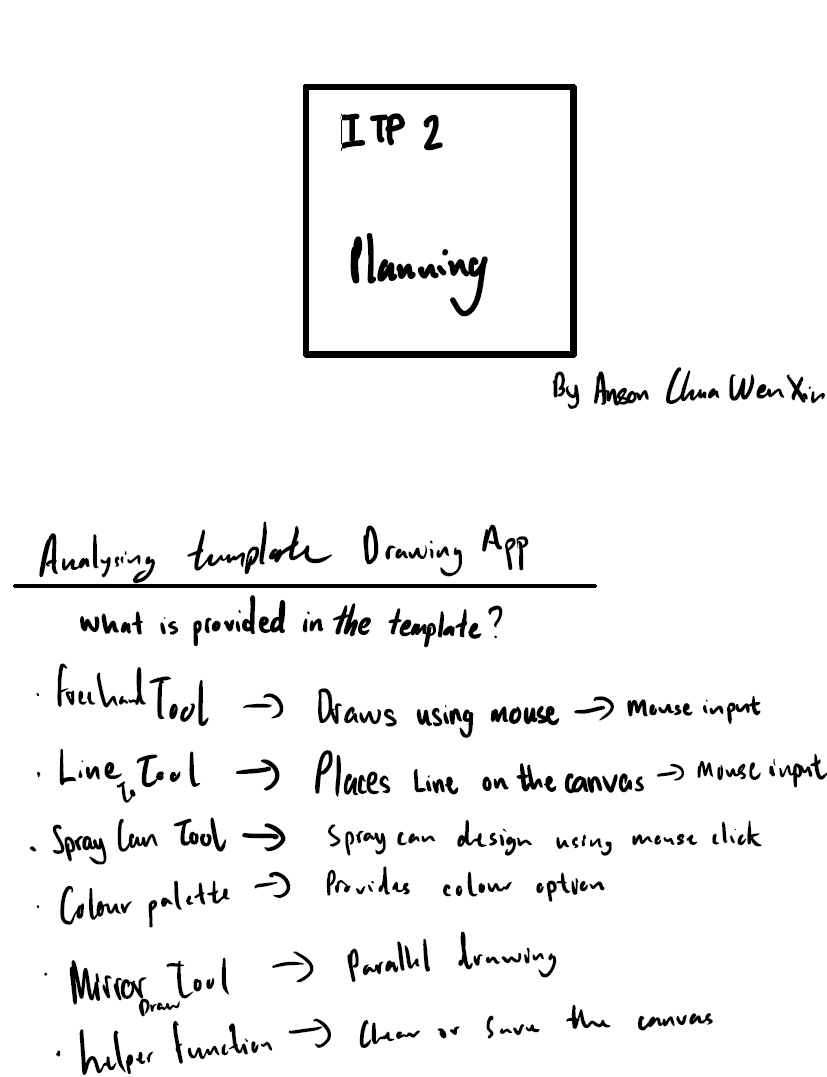 ITP 2
Planning
By Anson Chua Wen Xin
Analysing template Drawing App
What is provided in the template?
· Freehand Tool → Draws using mouse → Mouse input
· Line To Tool → Places Line on the canvas → Mouse input
· Spray Can Tool → Spray can design using mouse click
· Colour palette → Provides colour option
· Mirror Draw Tool → Parallel drawing
· helper function → Clear or Save the canvas